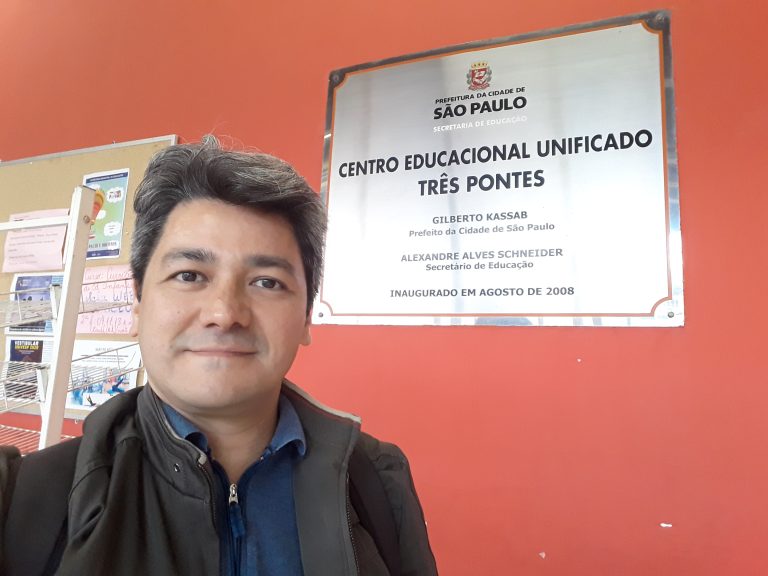 PREFEITURA DA CIDADE DE
SÃO PAULO
SECRETARIA DE EDUCAÇÃO
CENTRO EDUCACIONAL UNIFICADO
TRÊS PONTES
GILBERTO KASSAB
Prefeito da Cidade de São Paulo
ALEXANDRE ALVES SCHNEIDER
Secretário de Educação
INAUGURADO EM AGOSTO DE 2008
VESTIBULAR